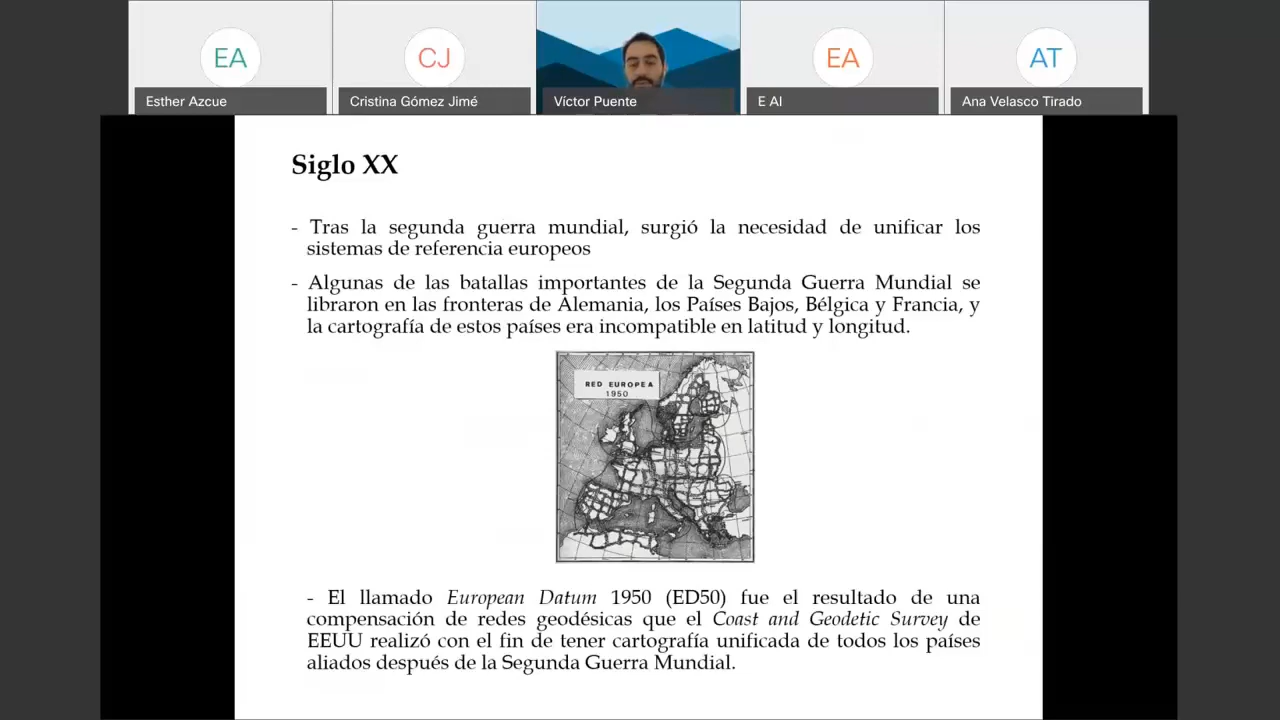 EA
CJ
EA
AT
Esther Azcue
Cristina Gómez Jimé
Víctor Puente
E Al
Ana Velasco Tirado
Siglo XX
- Tras la segunda guerra mundial, surgió la necesidad de unificar los
sistemas de referencia europeos
- Algunas de las batallas importantes de la Segunda Guerra Mundial se
libraron en las fronteras de Alemania, los Países Bajos, Bélgica y Francia, y
la cartografía de estos países era incompatible en latitud y longitud.
RED EUROPEA
1950
- El llamado European Datum 1950 (ED50) fue el resultado de una
compensación de redes geodésicas que el Coast and Geodetic Survey de
EEUU realizó con el fin de tener cartografía unificada de todos los países
aliados después de la Segunda Guerra Mundial.